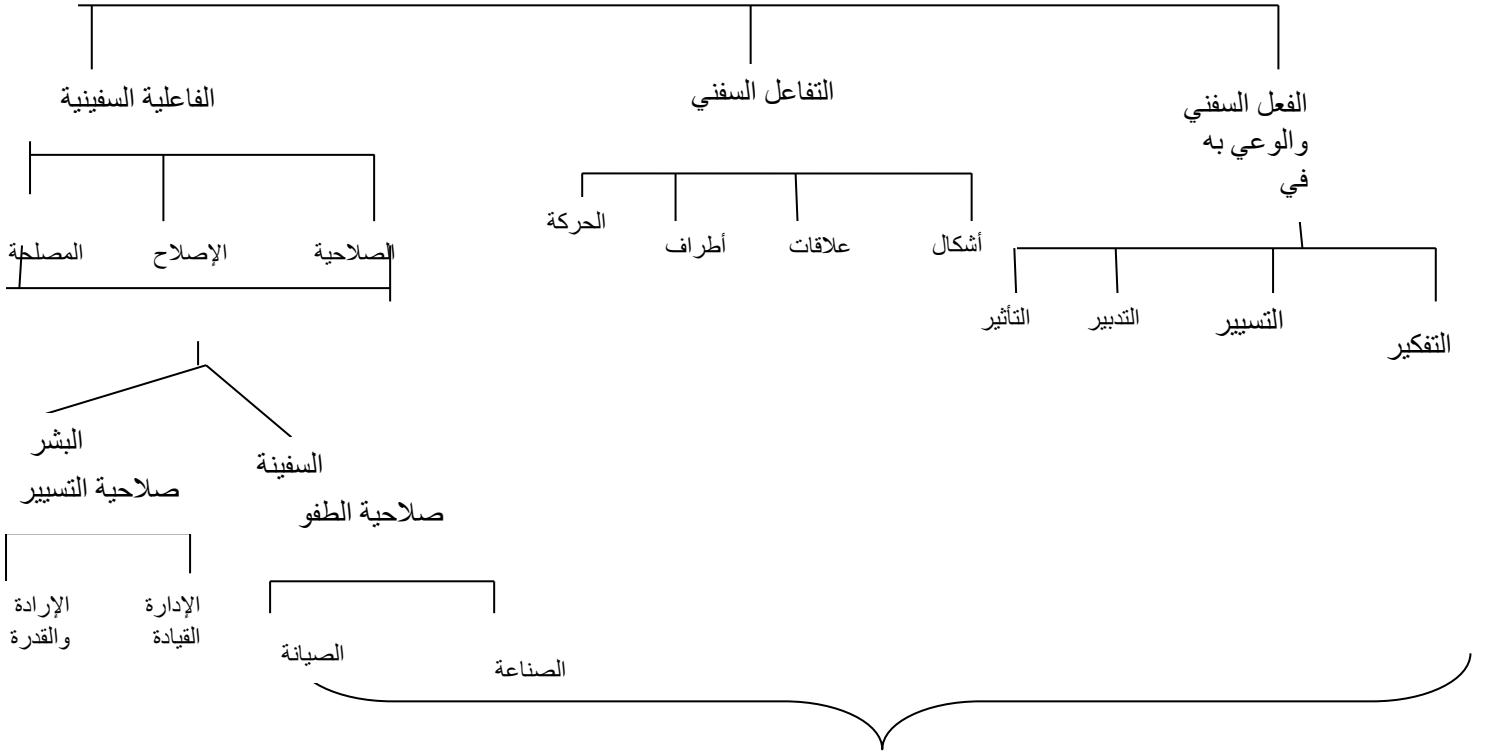 الفعل السفني
والوعي به
في
التفاعل السفني
الفاعلية السفينية
التفكير
التسيير
التدبير
التأثير
أشكال
علاقات
أطراف
الحركة
الصلاحية
الإصلاح
المصلحة
السفينة
صلاحية الطفو
البشر
صلاحية التسيير
الصناعة
الصيانة
الإدارة
القيادة
الإرادة
والقدرة